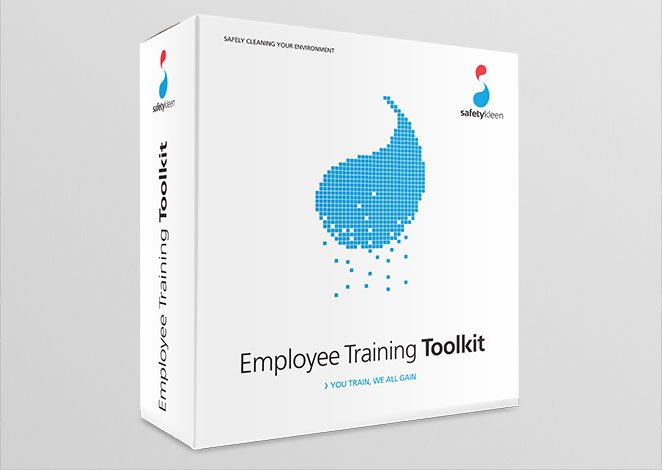 SAFELY CLEANING YOUR ENVIRONMENT
safetykleen
Employee Training Toolkit
› YOU TRAIN, WE ALL GAIN
safetykleen
Employee Training Toolkit